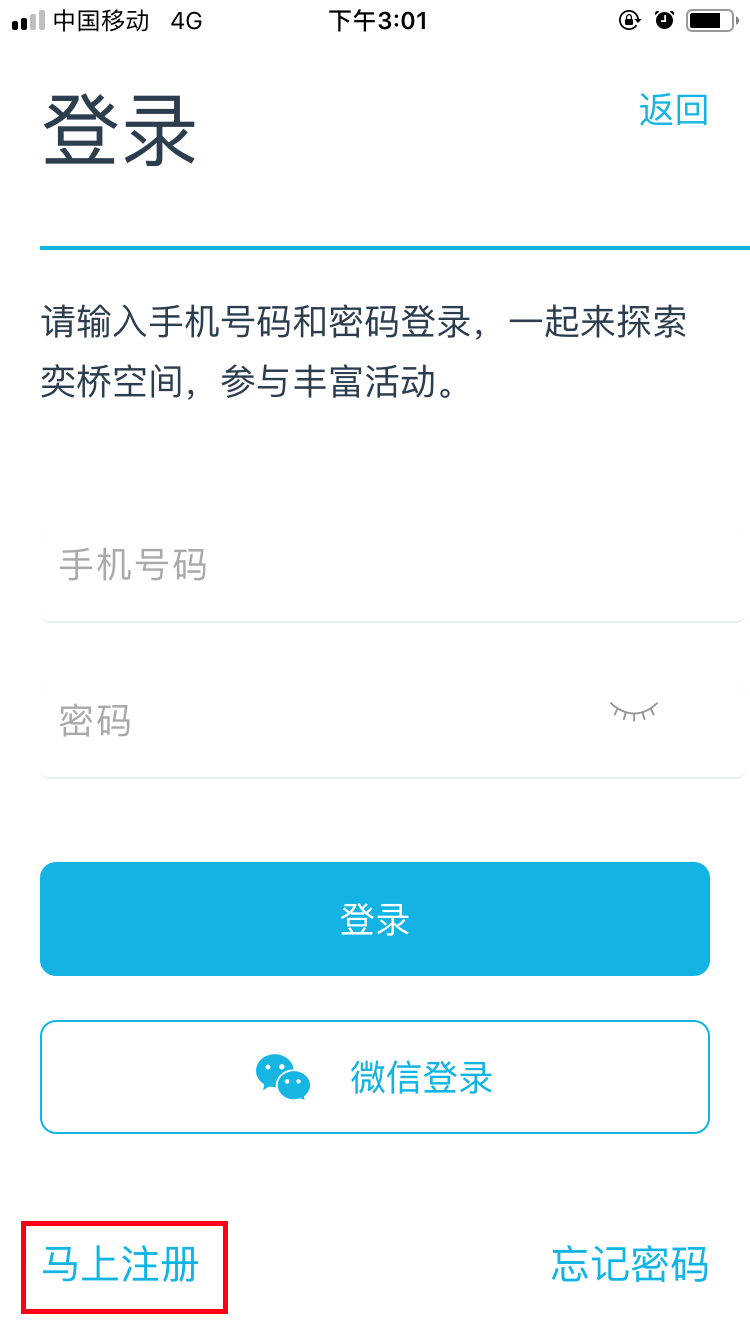 中国移动 4G 下午3:01
登录
返回
请输入手机号码和密码登录，一起来探索
奕桥空间，参与丰富活动。
手机号码
密码
登录
微信登录
马上注册
忘记密码